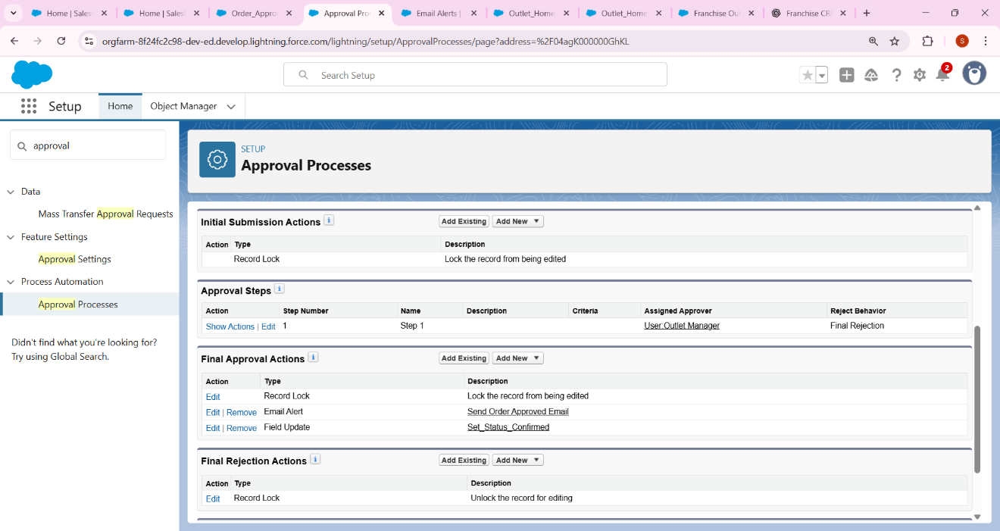 Home | Sales
Home | Sales
Order_Approv
Approval Pro
Email Alerts |
Outlet_Home
Outlet_Home
Franchise Out
Franchise CR
orgfarm-8f24fc2c98-dev-ed.develop.lightning.force.com/lightning/setup/ApprovalProcesses/page?address=%2F04agK000000GhKL
S
Search Setup
2
Setup
Home
Object Manager
approval
Data
Mass Transfer Approval Requests
Feature Settings
Approval Settings
Process Automation
Approval Processes
Didn't find what you're looking for?
Try using Global Search.
SETUP
Approval Processes
Initial Submission Actions i Add Existing Add New
Action Type Description
Record Lock Lock the record from being edited
Approval Steps i
Action Step Number Name Description Criteria Assigned Approver Reject Behavior
Show Actions | Edit 1 Step 1 User:Outlet Manager Final Rejection
Final Approval Actions i Add Existing Add New
Action Type Description
Edit Record Lock Lock the record from being edited
Edit | Remove Email Alert Send Order Approved Email
Edit | Remove Field Update Set_Status_Confirmed
Final Rejection Actions i Add Existing Add New
Action Type Description
Edit Record Lock Unlock the record for editing